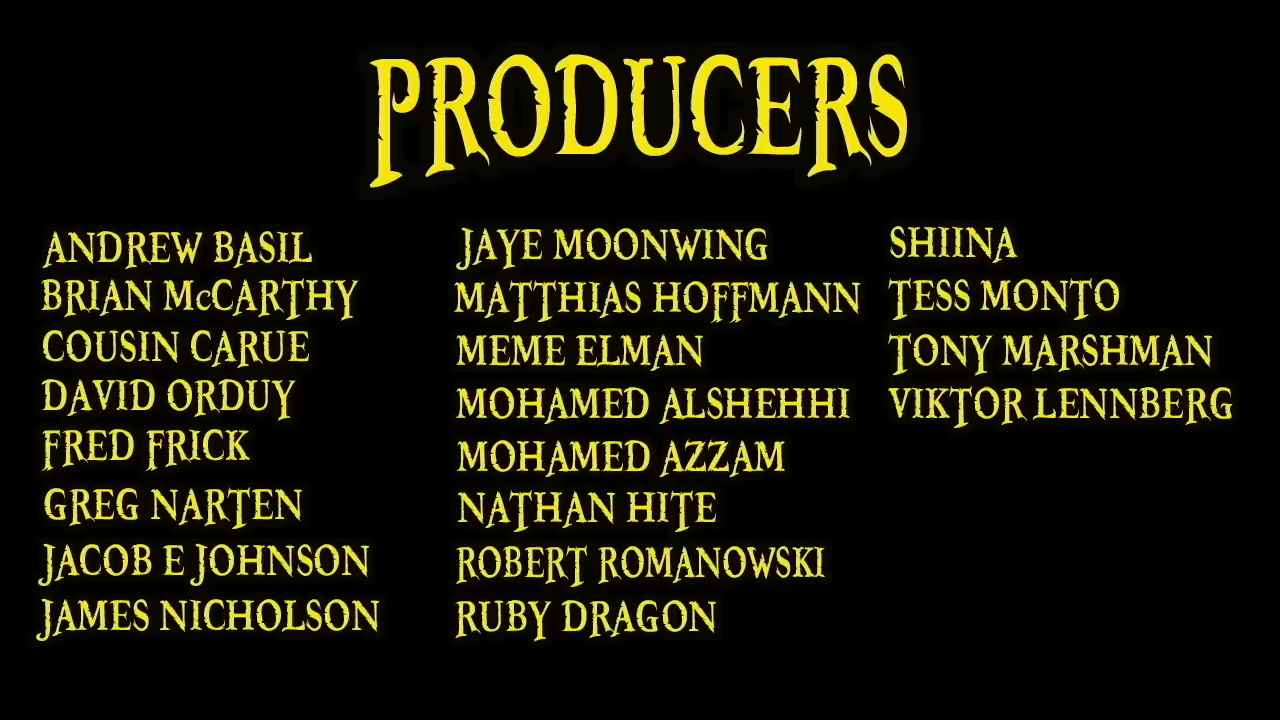 PRODUCERS
ANDREW BASIL
BRIAN McCARTHY
COUSIN CARUE
DAVID ORDUY
FRED FRICK
GREG NARTEN
JACOB E JOHNSON
JAMES NICHOLSON
JAYE MOONWING
MATTHIAS HOFFMANN
MEME ELMAN
MOHAMED ALSHEHHI
MOHAMED AZZAM
NATHAN HITE
ROBERT ROMANOWSKI
RUBY DRAGON
SHIINA
TESS MONTO
TONY MARSHMAN
VIKTOR LENNBERG